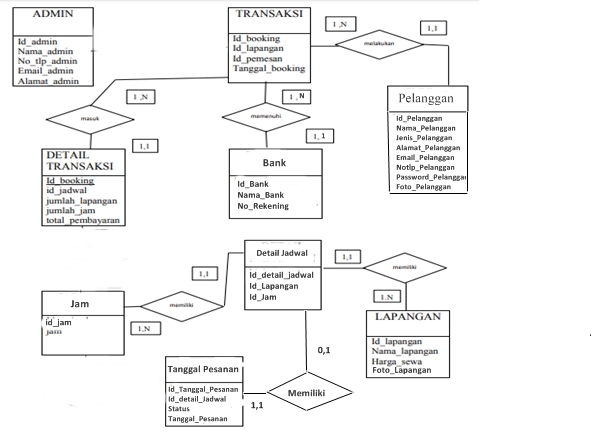 ADMIN
Id_admin
Nama_admin
No_tlp_admin
Email_admin
Alamat_admin
TRANSAKSI
Id_booking
Id_lapangan
Id_pemesan
Tanggal_booking
1 ,N
melakukan
1,1
Pelanggan
Id_Pelanggan
Nama_Pelanggan
Jenis_Pelanggan
Alamat_Pelanggan
Email_Pelanggan
Notlp_Pelanggan
Password_Pelanggan
Foto_Pelanggan
1 ,N
masuk
1,1
1 , N
memenuhi
1, 1
DETAIL
TRANSAKSI
Id_booking
id_jadwal
jumlah_lapangan
jumlah_jam
total_pembayaran
Bank
Id_Bank
Nama_Bank
No_Rekening
Detail Jadwal
Id_detail_jadwal
Id_Lapangan
Id_Jam
1,1
memiliki
1.N
1,1
memiliki
1,N
Jam
id_jam
jam
LAPANGAN
Id_lapangan
Nama_lapangan
Harga_sewa
Foto_Lapangan
0,1
Tanggal Pesanan
Id_Tanggal_Pesanan
Id_detail_Jadwal
Status
Tanggal_Pesanan
1,1
Memiliki